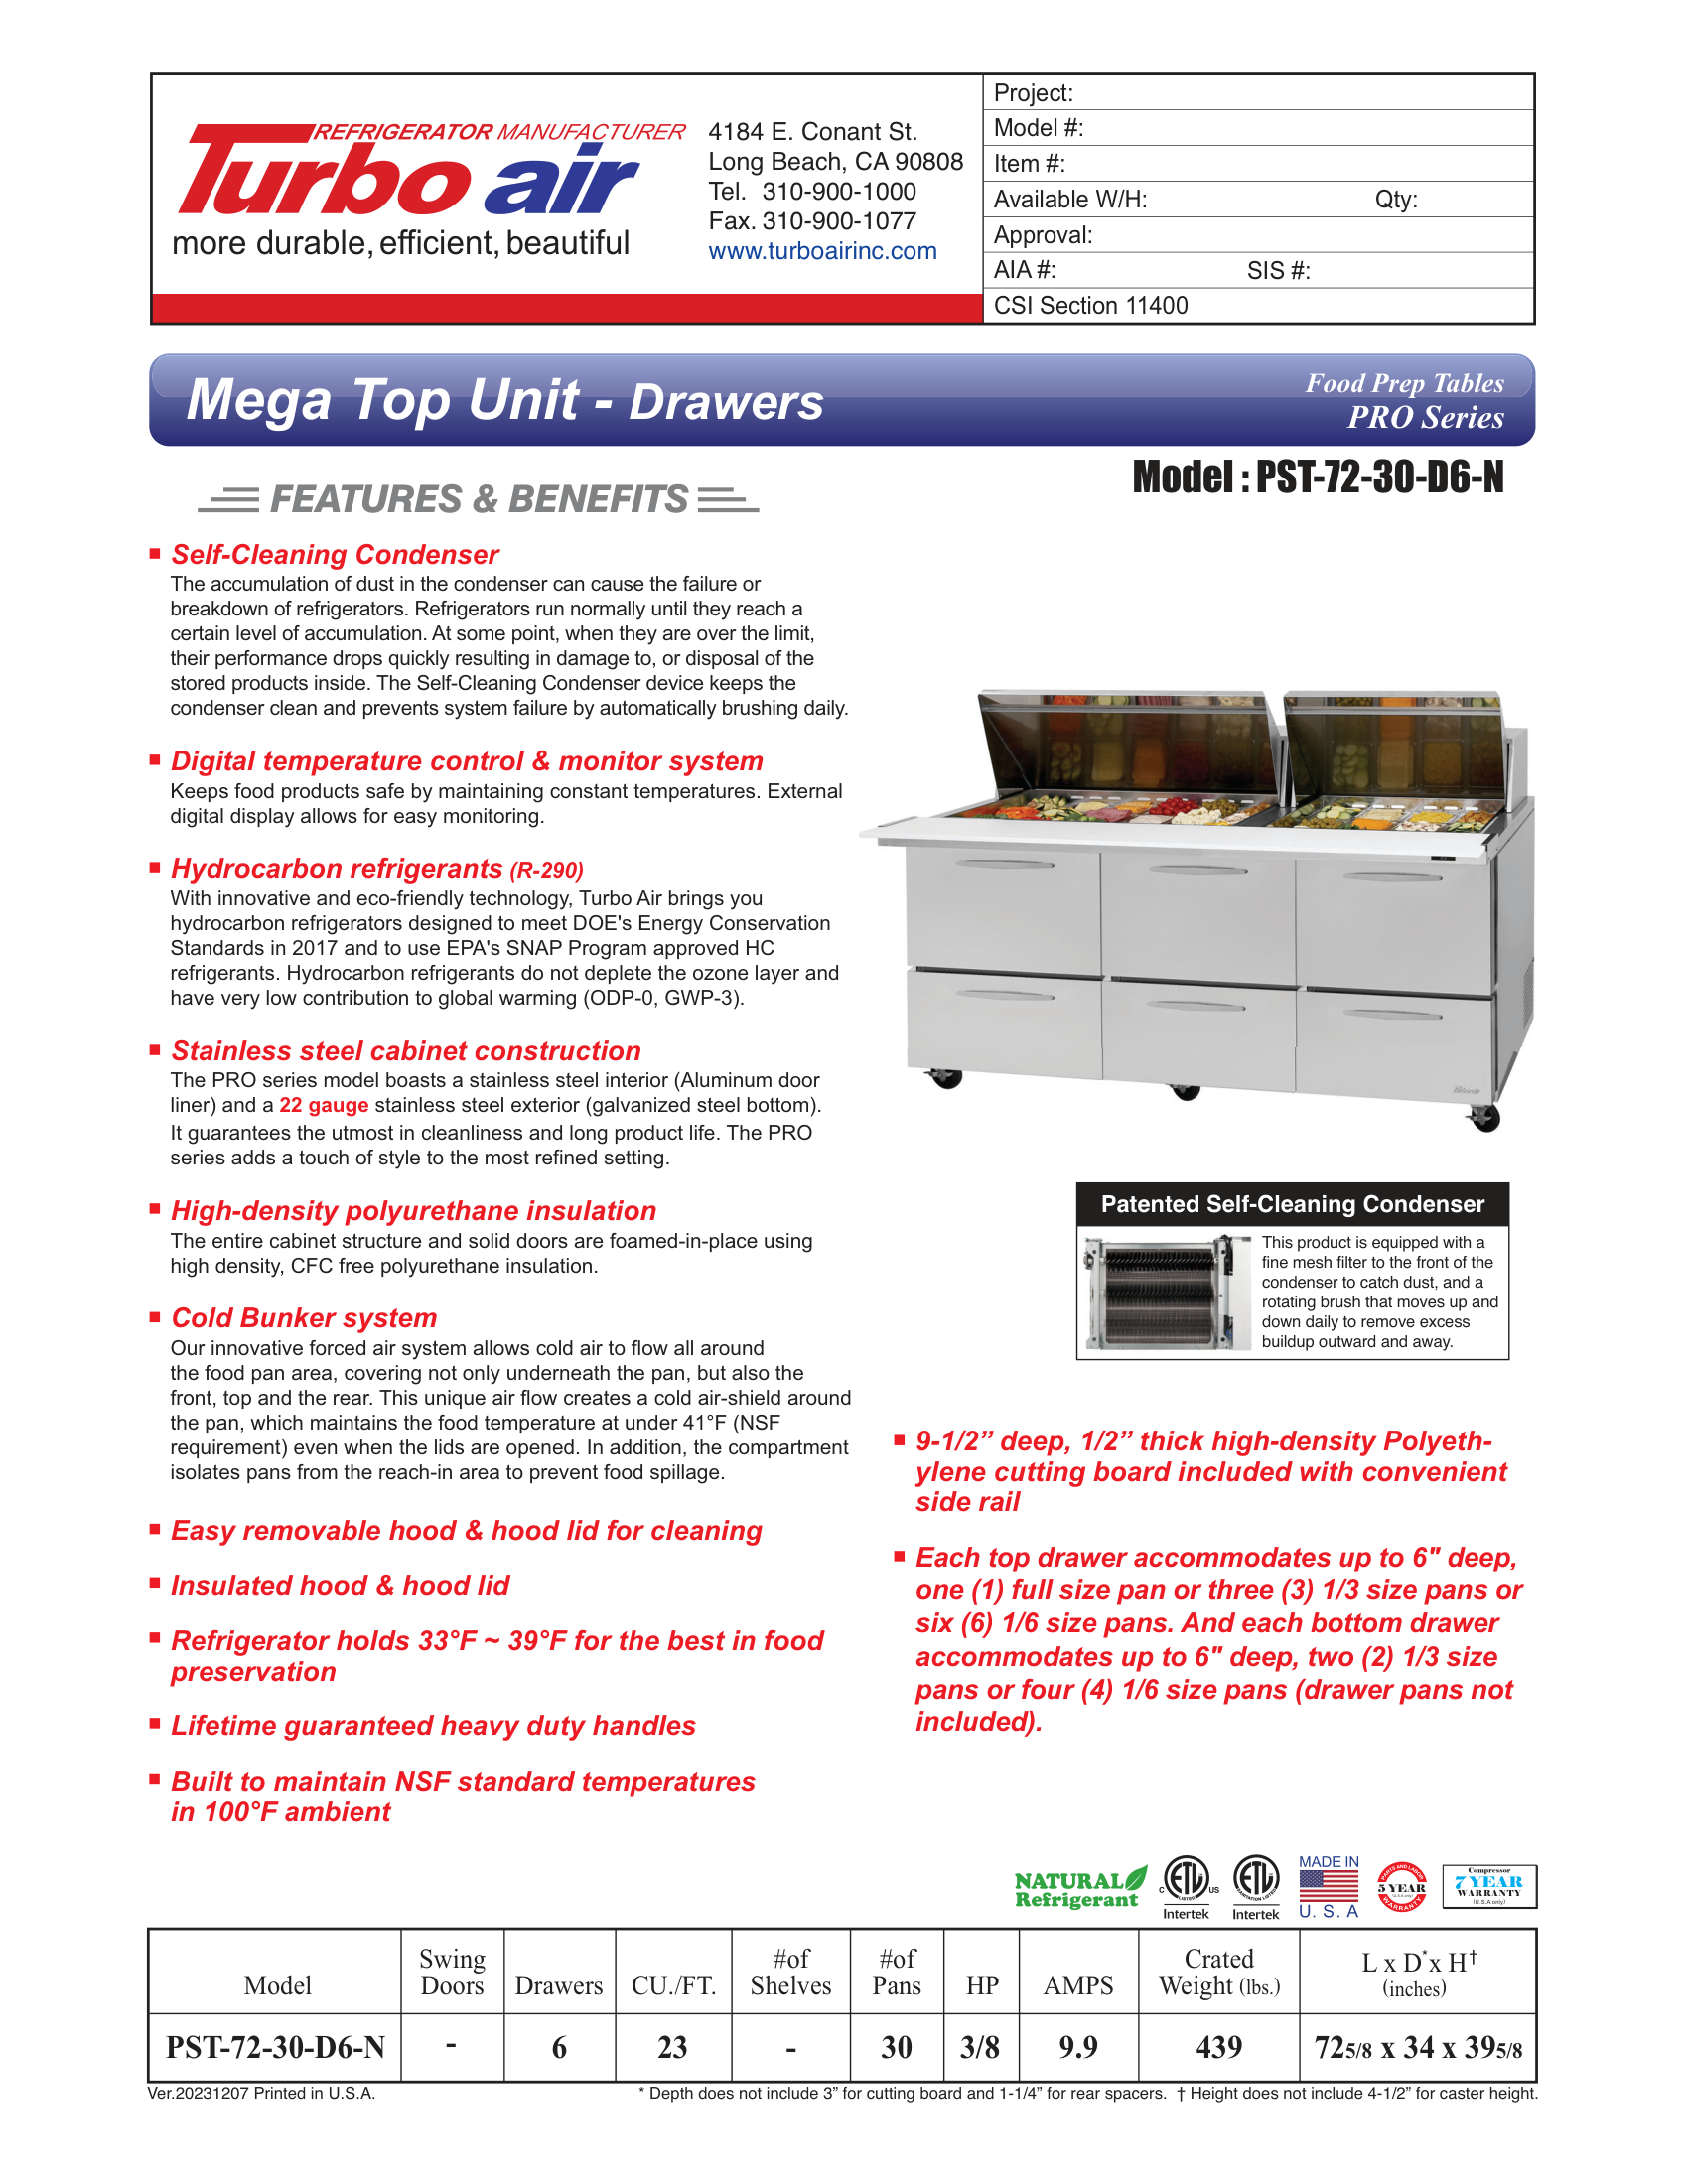 REFRIGERATOR MANUFACTURER
Turbo air
more durable, efficient, beautiful
4184 E. Conant St.
Long Beach, CA 90808
Tel. 310-900-1000
Fax. 310-900-1077
www.turboairinc.com
Project:
Model #:
Item #:
Available W/H: Qty:
Approval:
AIA #: SIS #:
CSI Section 11400
Mega Top Unit - Drawers
Food Prep Tables
PRO Series
Model : PST-72-30-D6-N
FEATURES & BENEFITS
Self-Cleaning Condenser
The accumulation of dust in the condenser can cause the failure or
breakdown of refrigerators. Refrigerators run normally until they reach a
certain level of accumulation. At some point, when they are over the limit,
their performance drops quickly resulting in damage to, or disposal of the
stored products inside. The Self-Cleaning Condenser device keeps the
condenser clean and prevents system failure by automatically brushing daily.
Digital temperature control & monitor system
Keeps food products safe by maintaining constant temperatures. External
digital display allows for easy monitoring.
Hydrocarbon refrigerants (R-290)
With innovative and eco-friendly technology, Turbo Air brings you
hydrocarbon refrigerators designed to meet DOE's Energy Conservation
Standards in 2017 and to use EPA's SNAP Program approved HC
refrigerants. Hydrocarbon refrigerants do not deplete the ozone layer and
have very low contribution to global warming (ODP-0, GWP-3).
Stainless steel cabinet construction
The PRO series model boasts a stainless steel interior (Aluminum door
liner) and a 22 gauge stainless steel exterior (galvanized steel bottom).
It guarantees the utmost in cleanliness and long product life. The PRO
series adds a touch of style to the most refined setting.
High-density polyurethane insulation
The entire cabinet structure and solid doors are foamed-in-place using
high density, CFC free polyurethane insulation.
Cold Bunker system
Our innovative forced air system allows cold air to flow all around
the food pan area, covering not only underneath the pan, but also the
front, top and the rear. This unique air flow creates a cold air-shield around
the pan, which maintains the food temperature at under 41°F (NSF
requirement) even when the lids are opened. In addition, the compartment
isolates pans from the reach-in area to prevent food spillage.
Easy removable hood & hood lid for cleaning
Insulated hood & hood lid
Refrigerator holds 33°F ~ 39°F for the best in food
preservation
Lifetime guaranteed heavy duty handles
Built to maintain NSF standard temperatures
in 100°F ambient
Patented Self-Cleaning Condenser
This product is equipped with a
fine mesh filter to the front of the
condenser to catch dust, and a
rotating brush that moves up and
down daily to remove excess
buildup outward and away.
9-1/2” deep, 1/2” thick high-density Polyeth-
ylene cutting board included with convenient
side rail
Each top drawer accommodates up to 6" deep,
one (1) full size pan or three (3) 1/3 size pans or
six (6) 1/6 size pans. And each bottom drawer
accommodates up to 6" deep, two (2) 1/3 size
pans or four (4) 1/6 size pans (drawer pans not
included).
NATURAL
Refrigerant
C ETL US
LISTED
Intertek
ETL
SANITATION LISTED
Intertek
MADE IN
U. S. A
PARTS AND LABOR
5 YEAR
(U.S.A only)
WARRANTY
Compressor
7 YEAR
WARRANTY
(U.S.A only)
Model Swing Doors Drawers CU./FT. #of Shelves #of Pans HP AMPS Crated Weight (lbs.) L x D* x H† (inches)
PST-72-30-D6-N - 6 23 - 30 3/8 9.9 439 72 5/8 x 34 x 39 5/8
Ver.20231207 Printed in U.S.A.
* Depth does not include 3” for cutting board and 1-1/4” for rear spacers. † Height does not include 4-1/2” for caster height.